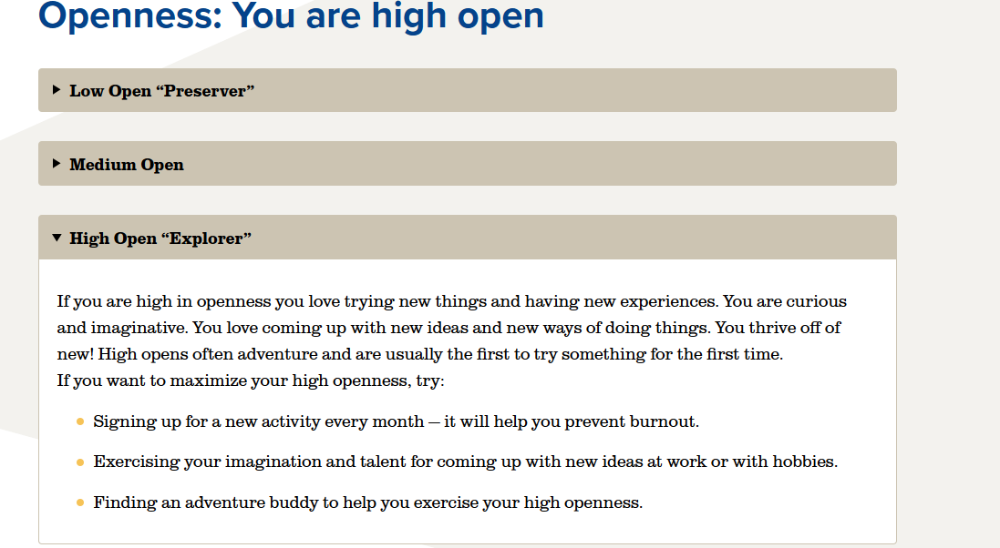 Openness: You are high open
Low Open “Preserver”
Medium Open
High Open “Explorer”
If you are high in openness you love trying new things and having new experiences. You are curious
and imaginative. You love coming up with new ideas and new ways of doing things. You thrive off of
new! High opens often adventure and are usually the first to try something for the first time.
If you want to maximize your high openness, try:
Signing up for a new activity every month – it will help you prevent burnout.
Exercising your imagination and talent for coming up with new ideas at work or with hobbies.
Finding an adventure buddy to help you exercise your high openness.